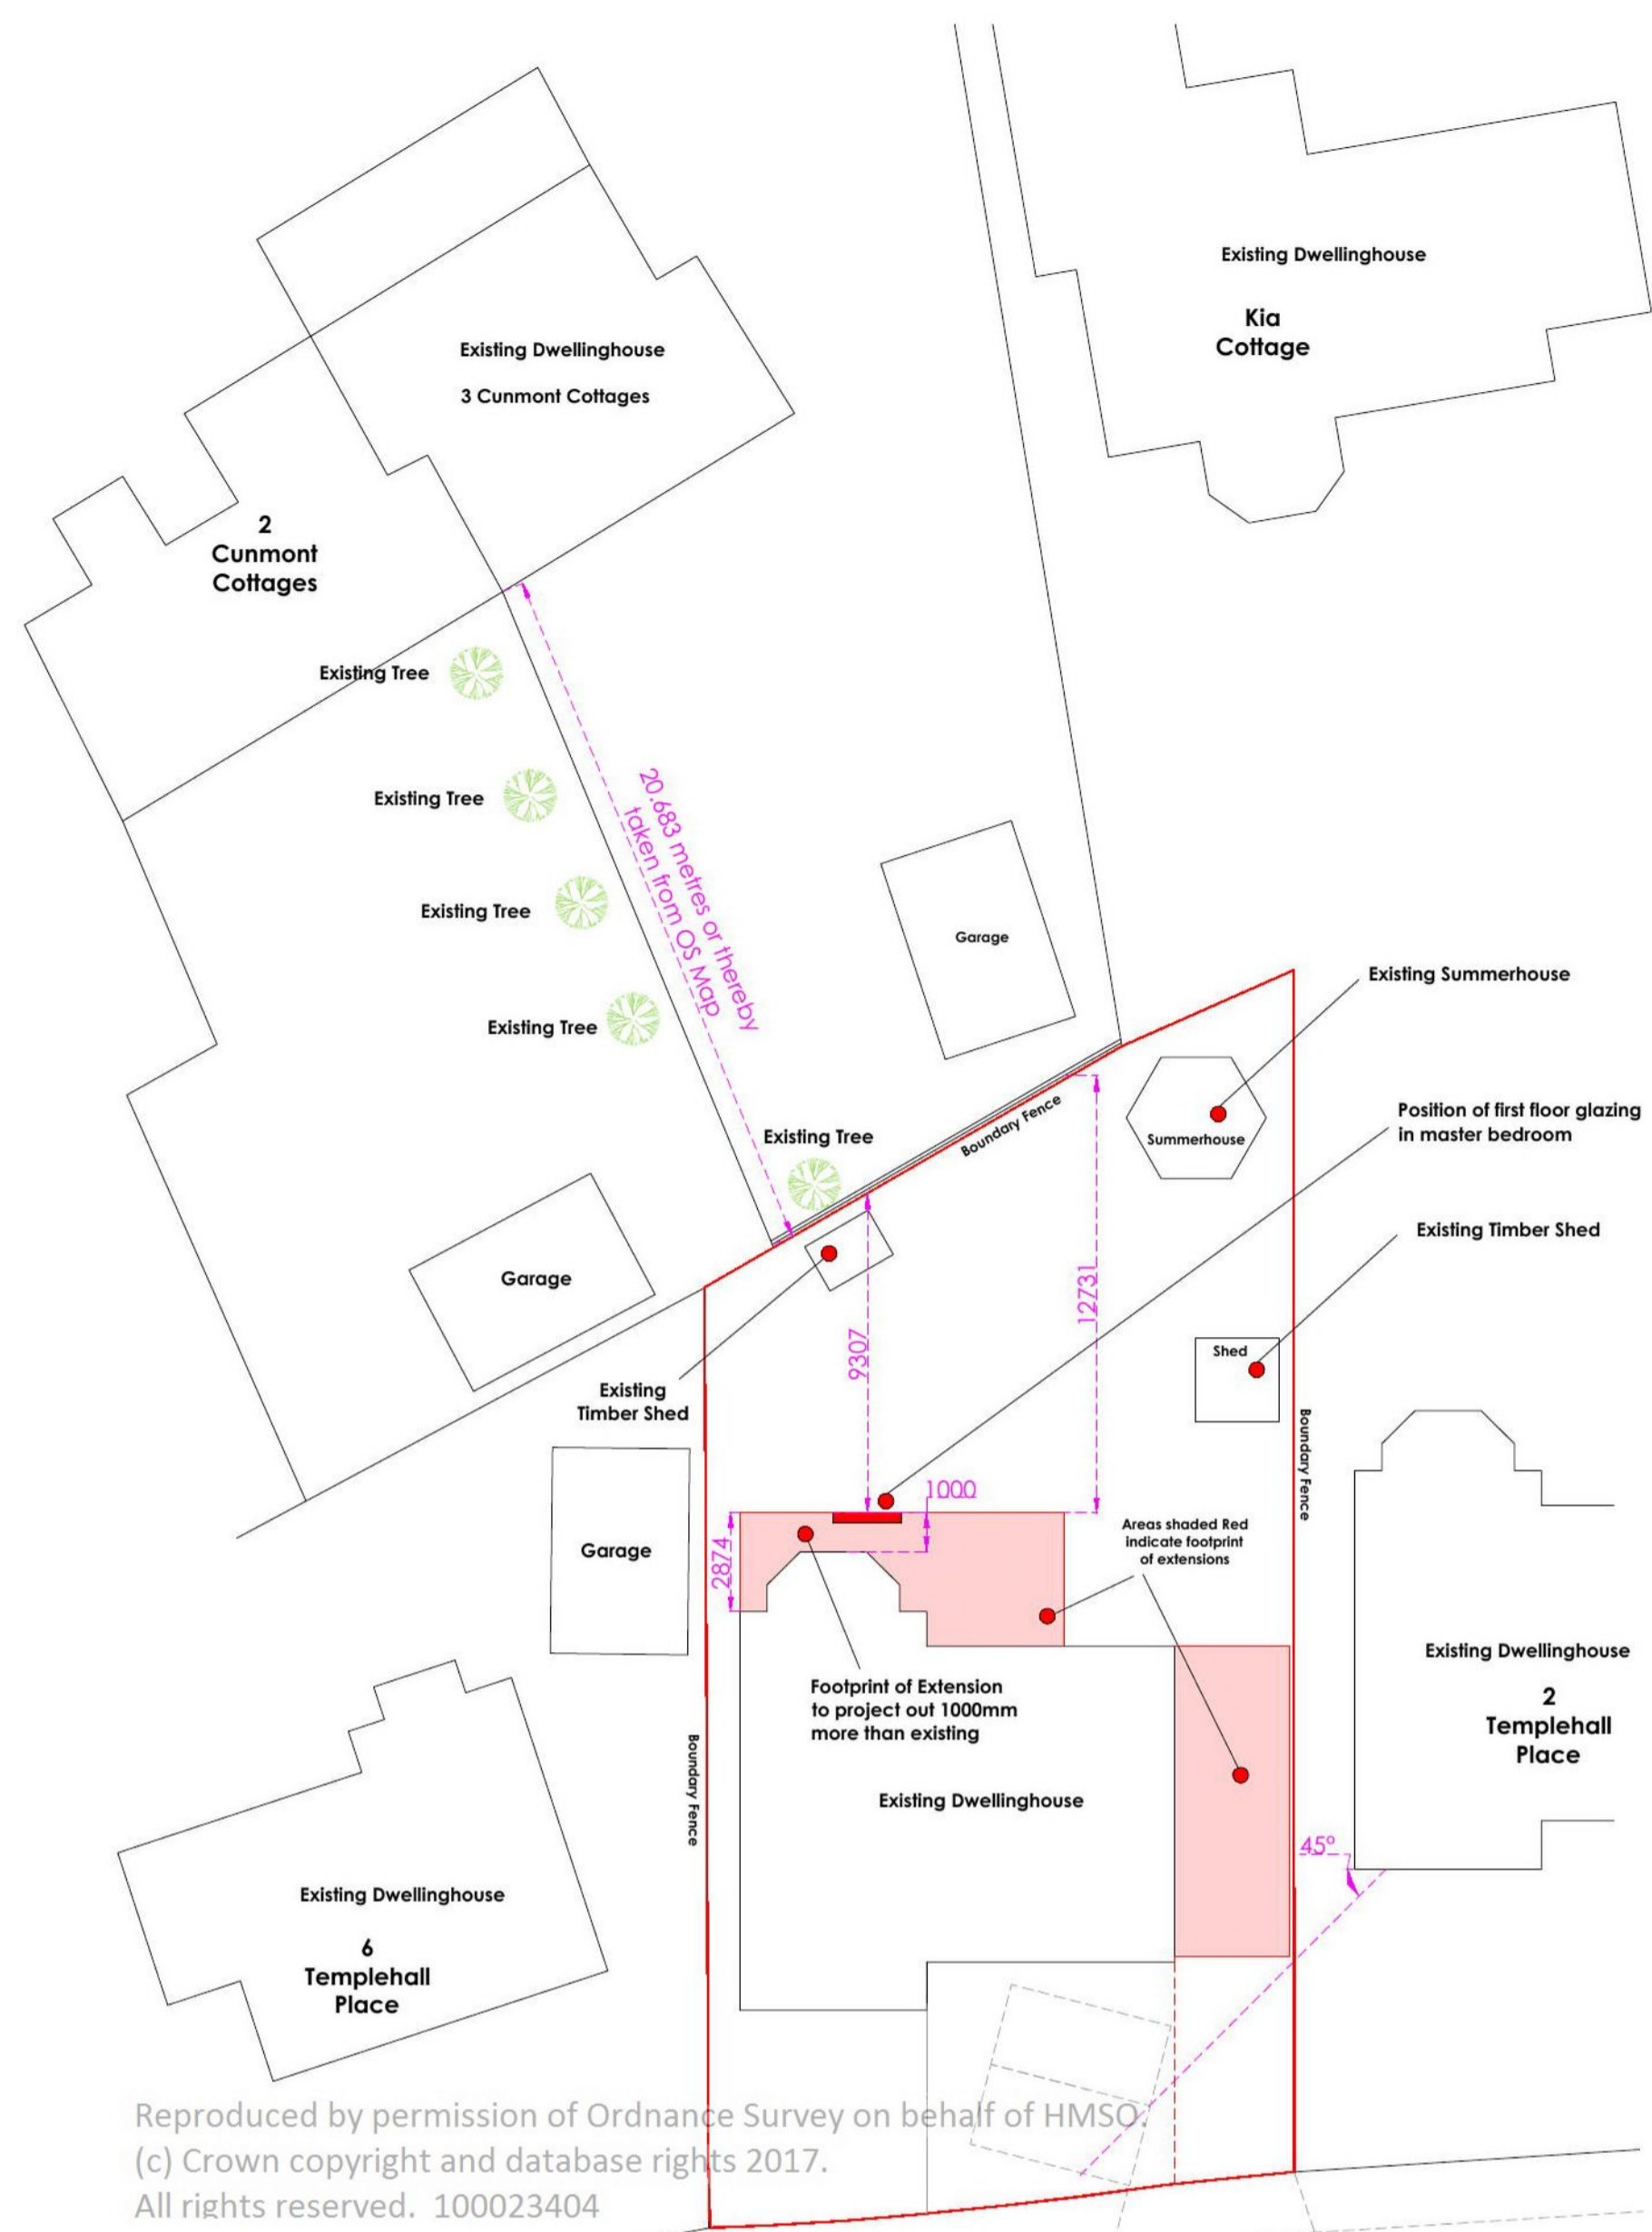 Existing Dwellinghouse
Kia
Cottage
Existing Dwellinghouse
3 Cunmont Cottages
2
Cunmont
Cottages
Existing Tree
Existing Tree
Existing Tree
Existing Tree
20.683 metres or thereby
taken from OS Map
Garage
Existing Summerhouse
Boundary Fence
Position of first floor glazing
in master bedroom
Existing Tree
Summerhouse
Existing Timber Shed
Garage
12731
9307
Shed
Existing
Timber Shed
Boundary Fence
1000
Areas shaded Red
indicate footprint
of extensions
Garage
2874
Existing Dwellinghouse
2
Templehall
Place
Footprint of Extension
to project out 1000mm
more than existing
Boundary Fence
Existing Dwellinghouse
45°
Existing Dwellinghouse
6
Templehall
Place
Reproduced by permission of Ordnance Survey on behalf of HMSO.
(c) Crown copyright and database rights 2017.
All rights reserved. 100023404